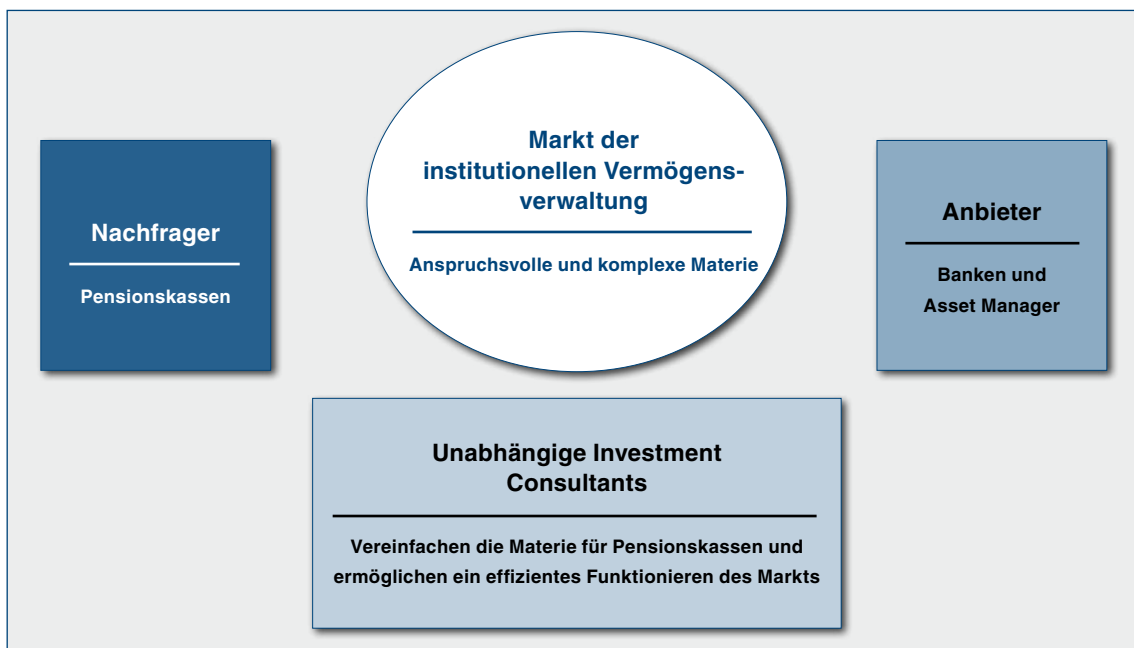 Markt der
institutionellen Vermögens-
verwaltung
Anspruchsvolle und komplexe Materie
Nachfrager
Pensionskassen
Anbieter
Banken und
Asset Manager
Unabhängige Investment
Consultants
Vereinfachen die Materie für Pensionskassen und
ermöglichen ein effizientes Funktionieren des Markts